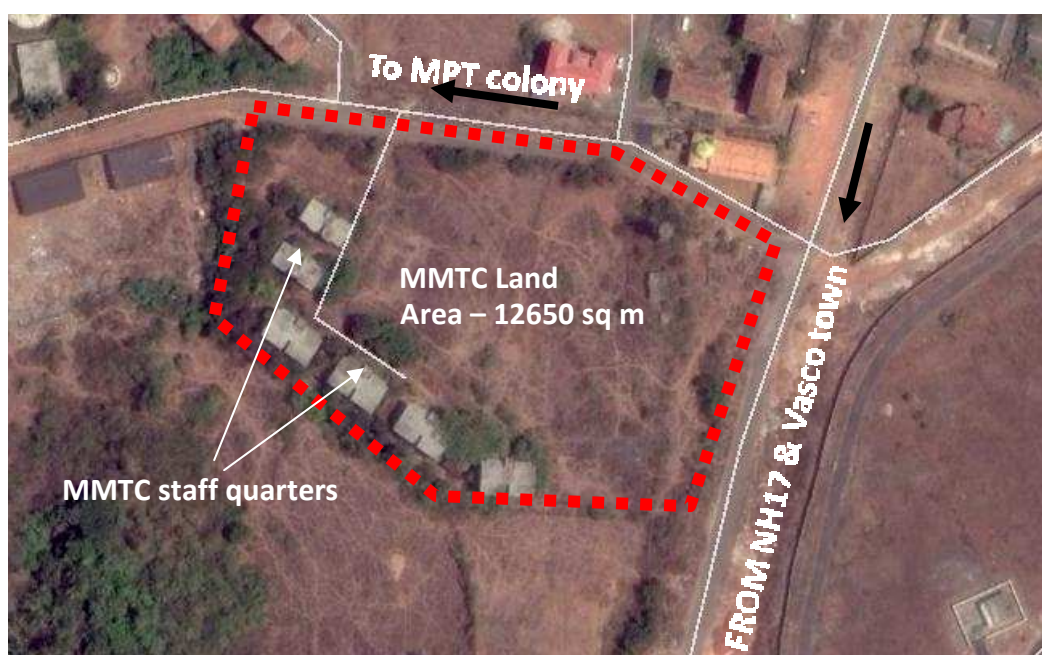 To MPT colony
MMTC Land
Area – 12650 sq m
MMTC staff quarters
FROM NH17 & Vasco town